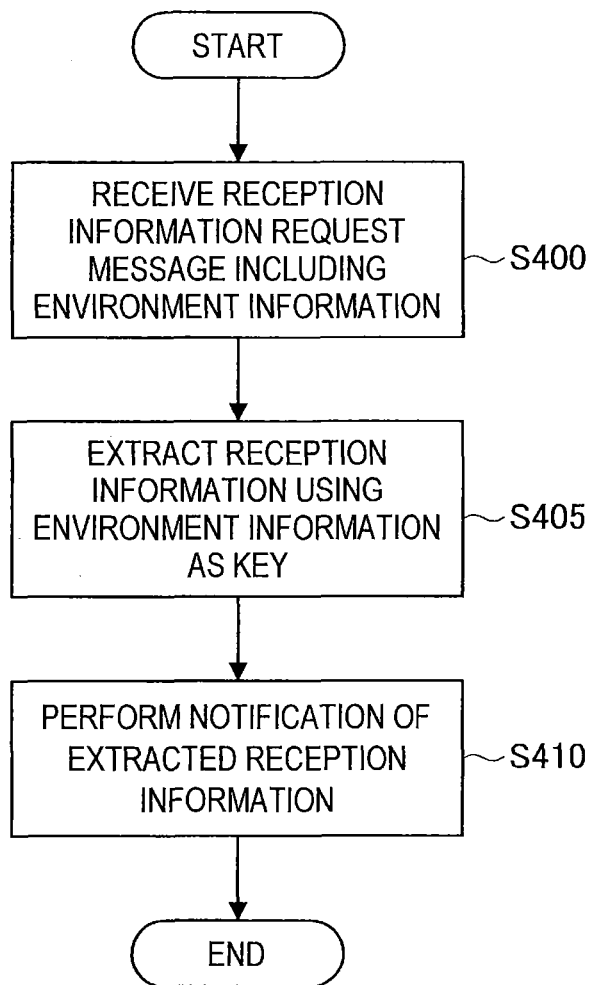 START
RECEIVE RECEPTION
INFORMATION REQUEST
MESSAGE INCLUDING
ENVIRONMENT INFORMATION
S400
EXTRACT RECEPTION
INFORMATION USING
ENVIRONMENT INFORMATION
AS KEY
S405
PERFORM NOTIFICATION OF
EXTRACTED RECEPTION
INFORMATION
S410
END